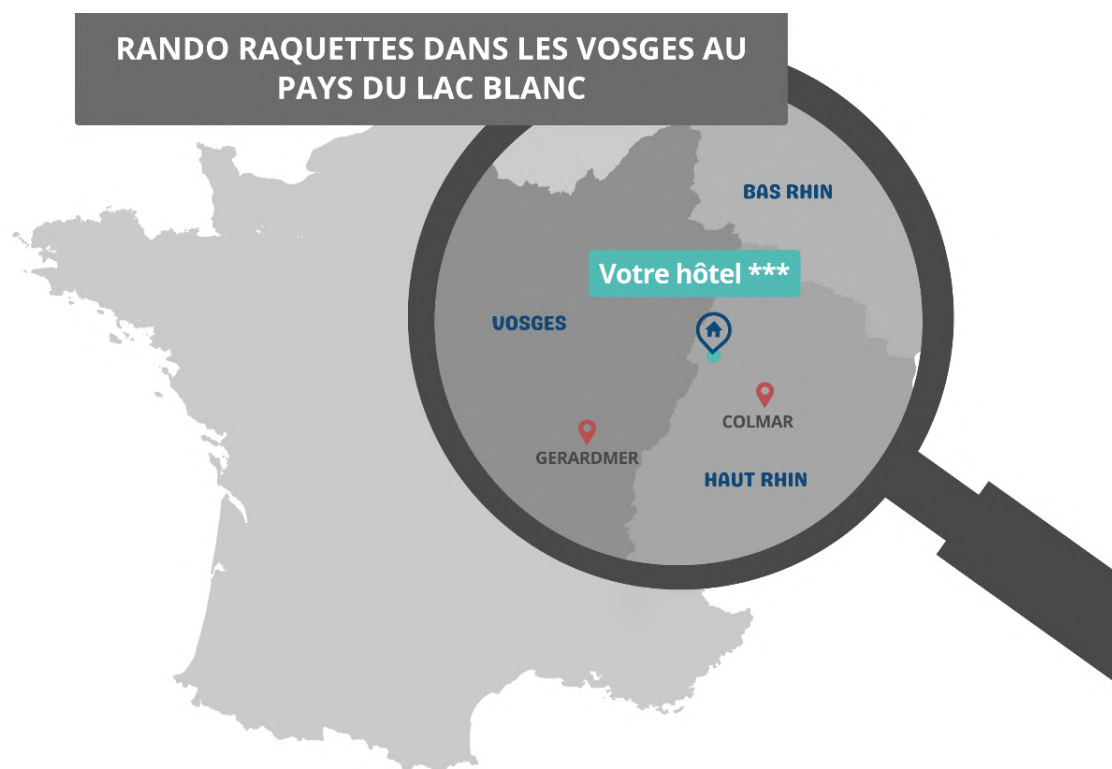 RANDO RAQUETTES DANS LES VOSGES AU
PAYS DU LAC BLANC
BAS RHIN
Votre hôtel ***
VOSGES
COLMAR
GERARDMER
HAUT RHIN